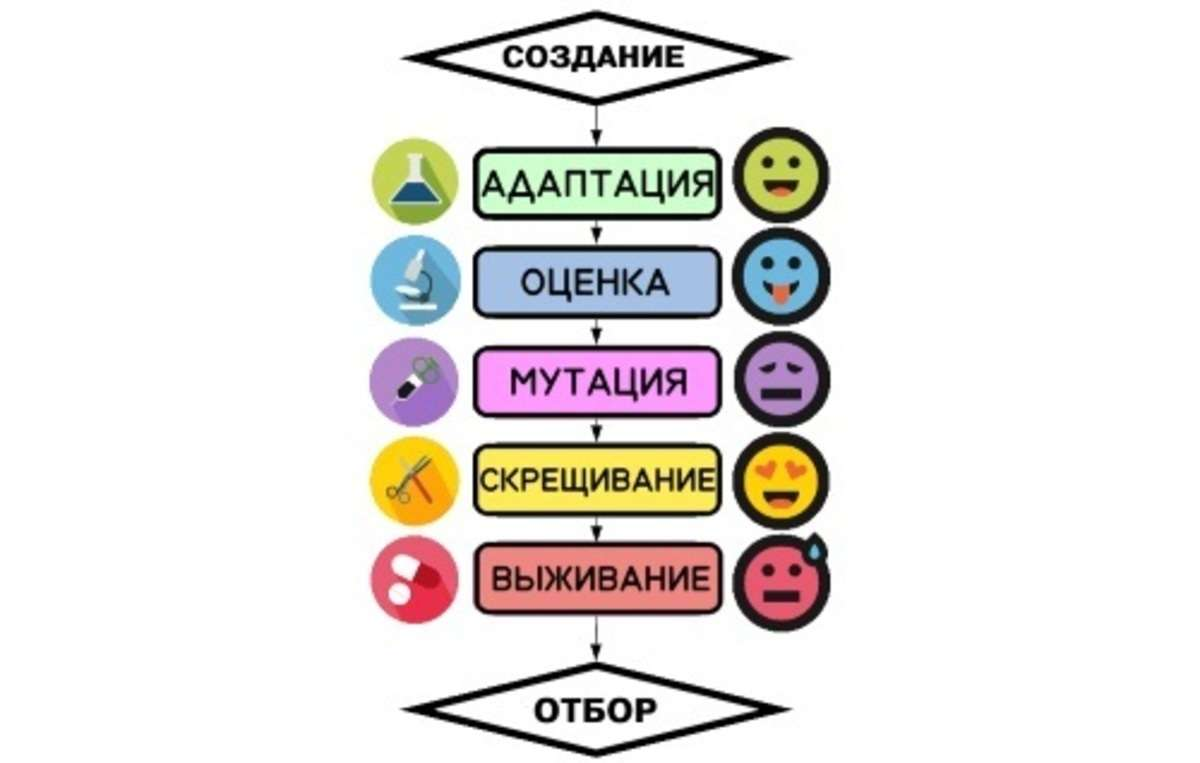 СОЗДАНИЕ
АДАПТАЦИЯ
ОЦЕНКА
МУТАЦИЯ
СКРЕЩИВАНИЕ
ВЫЖИВАНИЕ
ОТБОР